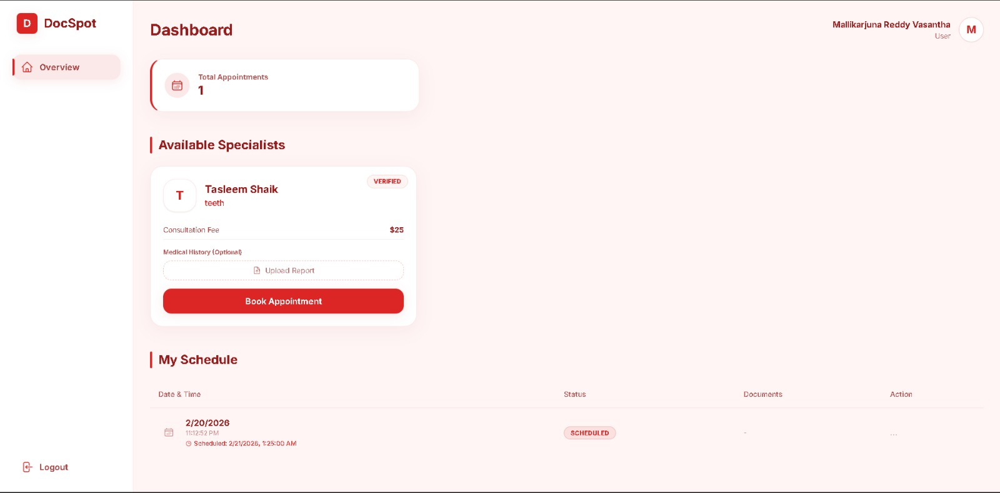 D DocSpot
Overview
Logout
Dashboard
Mallikarjuna Reddy Vasantha
User
M
Total Appointments
1
Available Specialists
T
Tasleem Shaik
teeth
VERIFIED
Consultation Fee $25
Medical History (Optional)
Upload Report
Book Appointment
My Schedule
Date & Time Status Documents Action
2/20/2026
11:12:52 PM
Scheduled: 2/21/2026, 1:25:00 AM
SCHEDULED
-
...